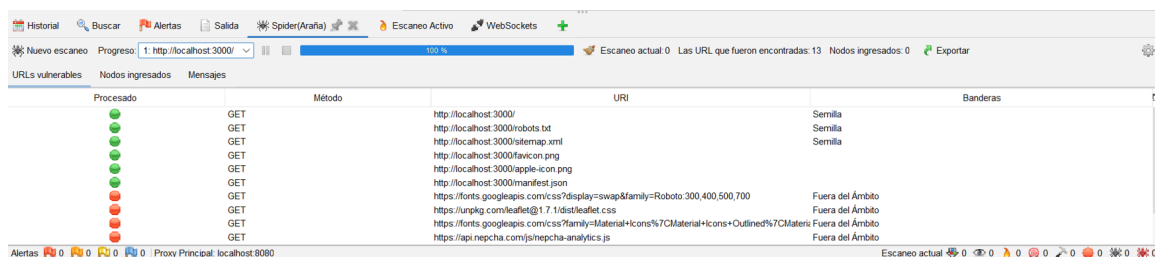 Historial Buscar Alertas Salida Spider(Araña) Escaneo Activo WebSockets
Nuevo escaneo Progreso: 1: http://localhost:3000/ 100 % Escaneo actual: 0 Las URL que fueron encontradas: 13 Nodos ingresados: 0 Exportar
URLs vulnerables Nodos ingresados Mensajes
Procesado Método URI Banderas
GET http://localhost:3000/ Semilla
GET http://localhost:3000/robots.txt Semilla
GET http://localhost:3000/sitemap.xml Semilla
GET http://localhost:3000/favicon.png
GET http://localhost:3000/apple-icon.png
GET http://localhost:3000/manifest.json
GET https://fonts.googleapis.com/css?display=swap&family=Roboto:300,400,500,700 Fuera del Ámbito
GET https://unpkg.com/leaflet@1.7.1/dist/leaflet.css Fuera del Ámbito
GET https://fonts.googleapis.com/css?family=Material+Icons%7CMaterial+Icons+Outlined%7CMateri Fuera del Ámbito
GET https://api.nepcha.com/js/nepcha-analytics.js Fuera del Ámbito
Alertas 0 0 0 0 Proxy Principal: localhost:8080 Escaneo actual 0 0 0 0 0 0 0 0